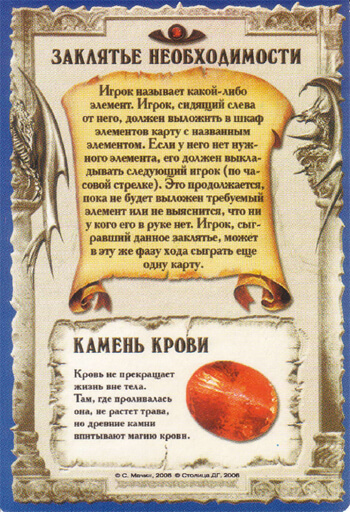 ЗАКЛЯТЬЕ НЕОБХОДИМОСТИ
Игрок называет какой-либо
элемент. Игрок, сидящий слева
от него, должен выложить в шкаф
элементов карту с названным
элементом. Если у него нет нуж-
ного элемента, его должен выкла-
дывать следующий игрок (по ча-
совой стрелке). Это продолжается,
пока не будет выложен требуемый
элемент или не выяснится, что ни
у кого его в руке нет. Игрок, сыг-
равший данное заклятье, может
в эту же фазу хода сыграть еще
одну карту.
КАМЕНЬ КРОВИ
Кровь не прекращает
жизнь вне тела.
Там, где проливалась
она, не растет трава,
но древние камни
впитывают магию крови.
© С. Мачин, 2006 © Столица ДГ, 2006